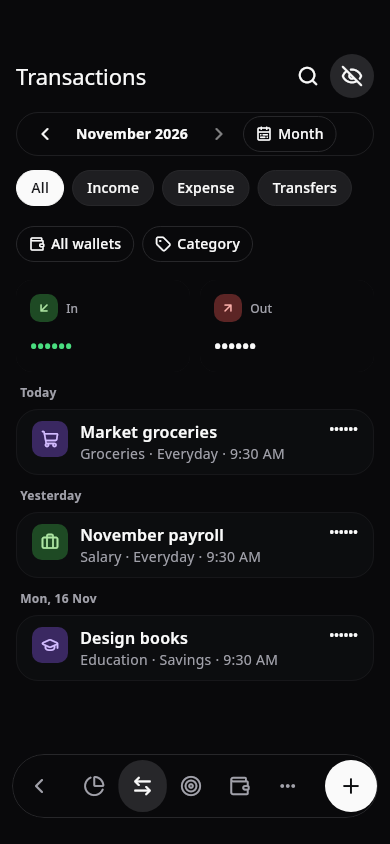 Transactions
November 2026
Month
All
Income
Expense
Transfers
All wallets
Category
In
Out
••••••
••••••
Today
Market groceries
••••••
Groceries · Everyday · 9:30 AM
Yesterday
November payroll
••••••
Salary · Everyday · 9:30 AM
Mon, 16 Nov
Design books
••••••
Education · Savings · 9:30 AM